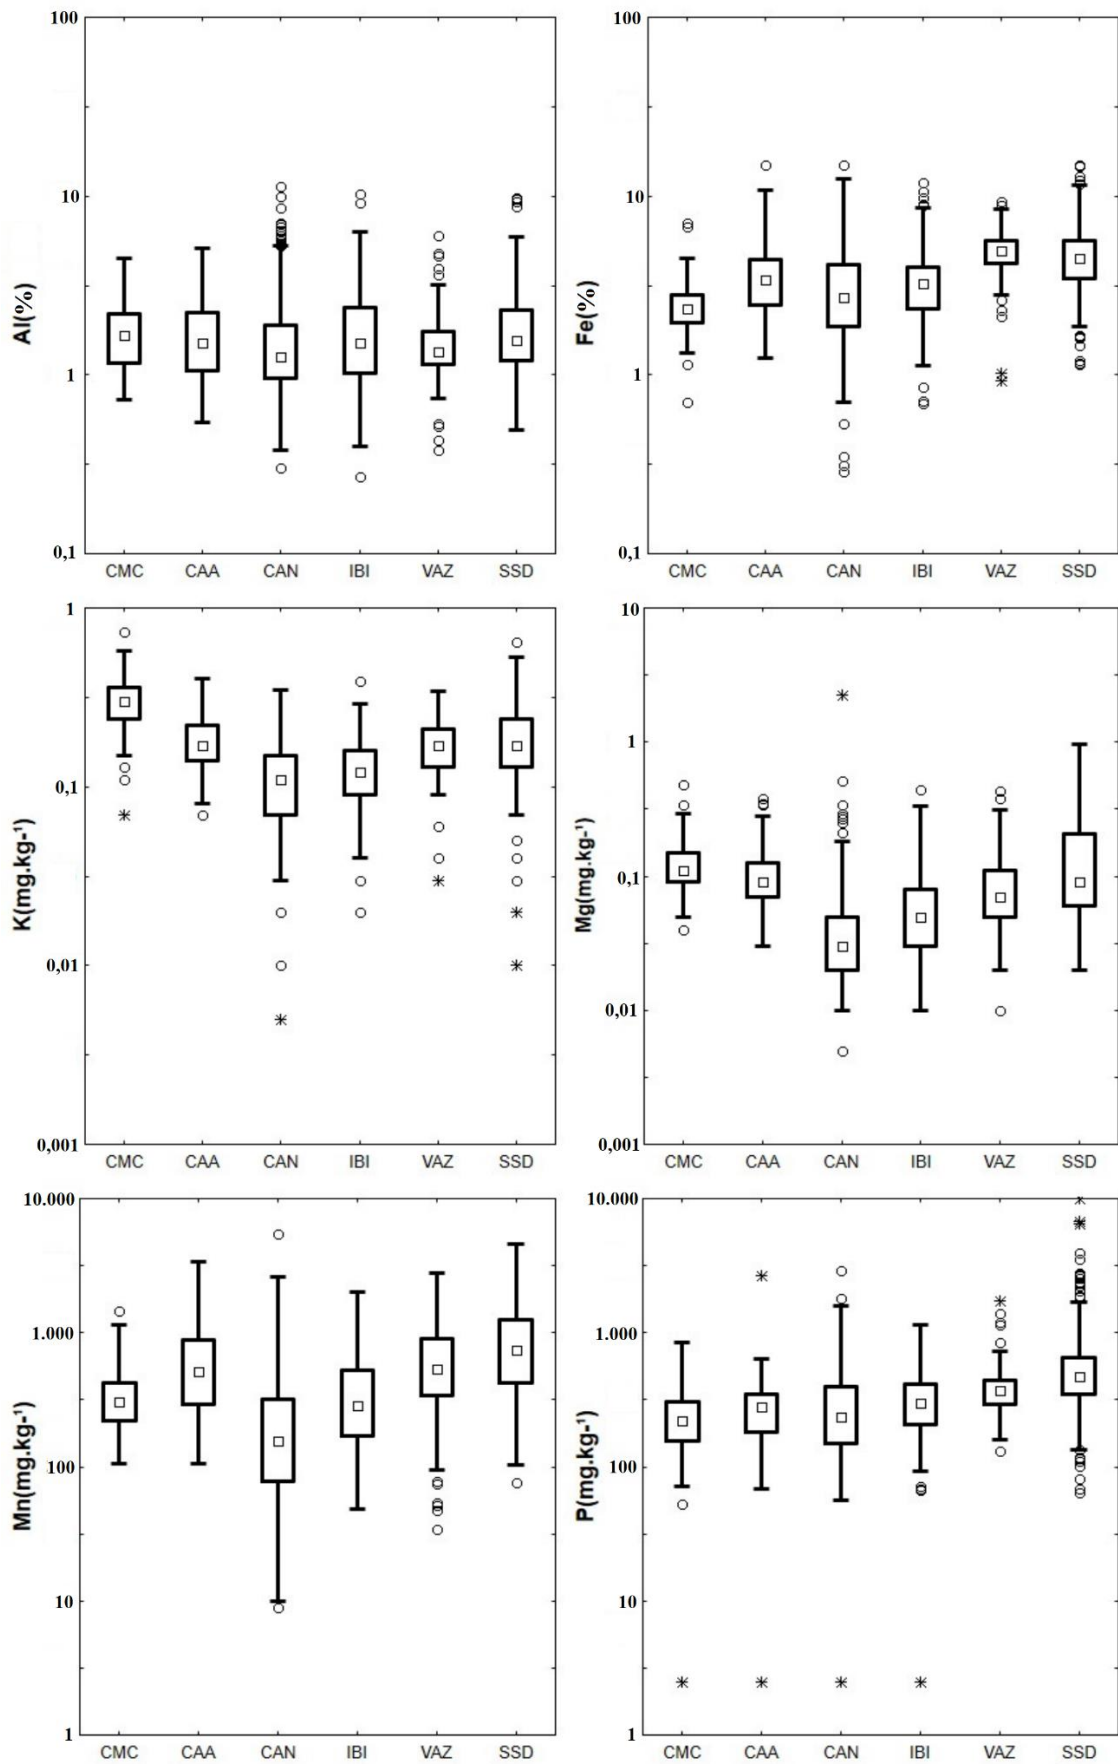 100
10
1
0,1
Al(%)
CMC CAA CAN IBI VAZ SSD
100
10
1
0,1
Fe(%)
CMC CAA CAN IBI VAZ SSD
1
0,1
0,01
0,001
K(mg.kg-¹)
CMC CAA CAN IBI VAZ SSD
10
1
0,1
0,01
0,001
Mg(mg.kg-¹)
CMC CAA CAN IBI VAZ SSD
10.000
1.000
100
10
1
Mn(mg.kg-¹)
CMC CAA CAN IBI VAZ SSD
10.000
1.000
100
10
1
P(mg.kg-¹)
CMC CAA CAN IBI VAZ SSD